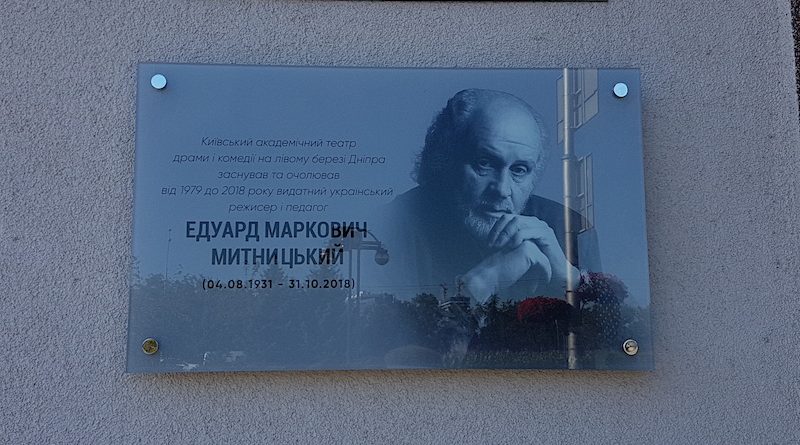 Київський академічний театр
драми і комедії на лівому березі Дніпра
заснував та очолював
від 1979 до 2018 року видатний український
режисер і педагог
ЕДУАРД МАРКОВИЧ
МИТНИЦЬКИЙ
(04.08.1931 - 31.10.2018)